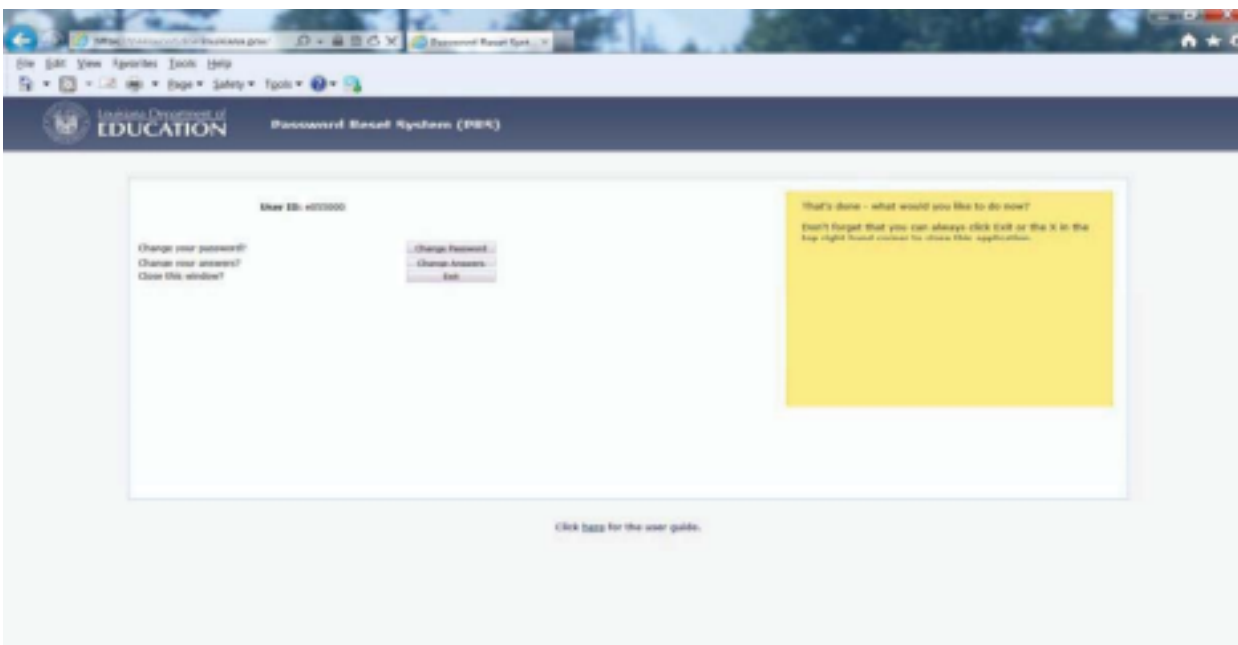 Password Reset Syst...
File Edit View Favorites Tools Help
Page Safety Tools
Louisiana Department of
EDUCATION
Password Reset System (PRS)
User ID:
That's done - what would you like to do now?
Don't forget that you can always click Exit or the X in the
top right hand corner to close this application.
Change your password?
Change Password
Change your answers?
Change Answers
Close this window?
Exit
Click here for the user guide.